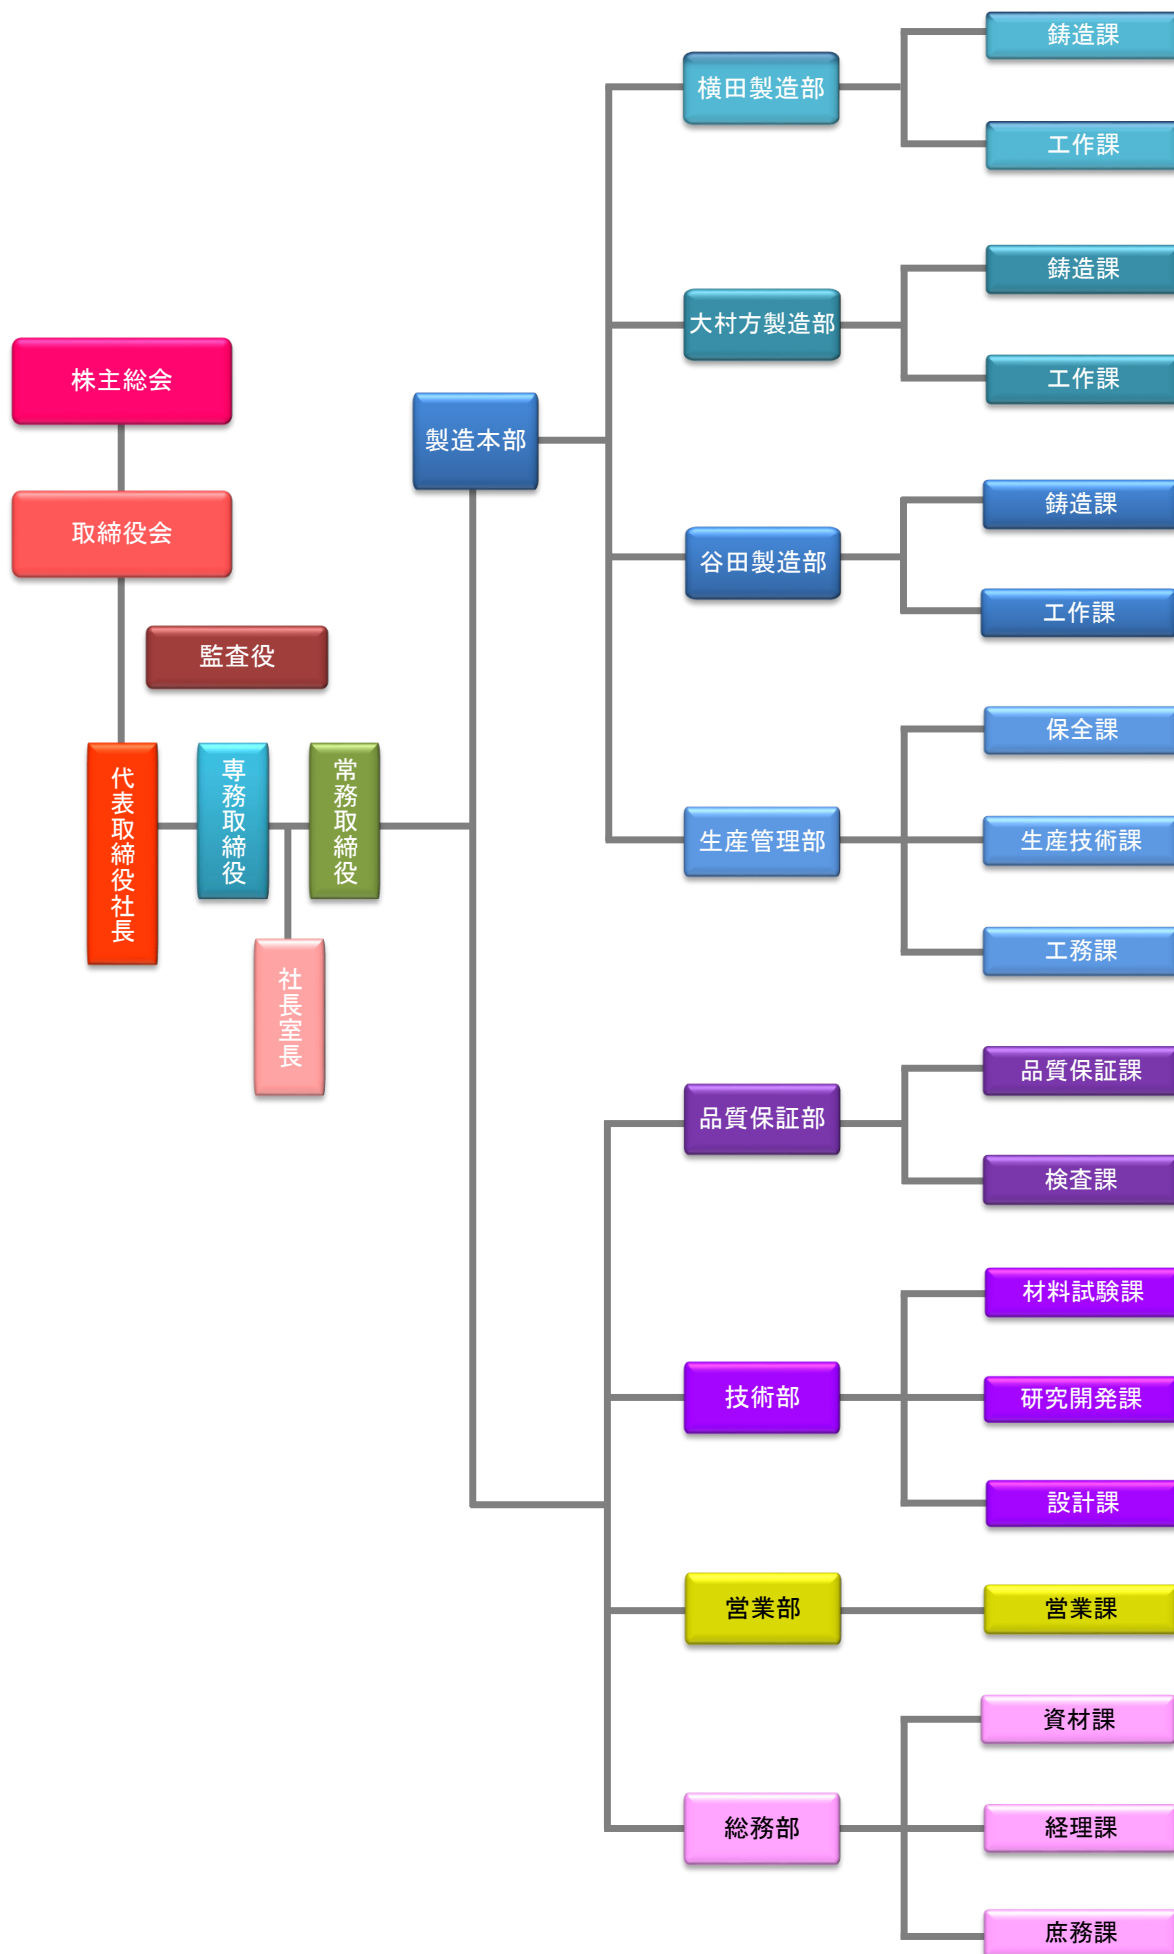 株主総会
取締役会
監査役
代表取締役社長
専務取締役
常務取締役
社長室長
製造本部
横田製造部
鋳造課
工作課
大村方製造部
鋳造課
工作課
谷田製造部
鋳造課
工作課
生産管理部
保全課
生産技術課
工務課
品質保証部
品質保証課
検査課
技術部
材料試験課
研究開発課
設計課
営業部
営業課
総務部
資材課
経理課
庶務課